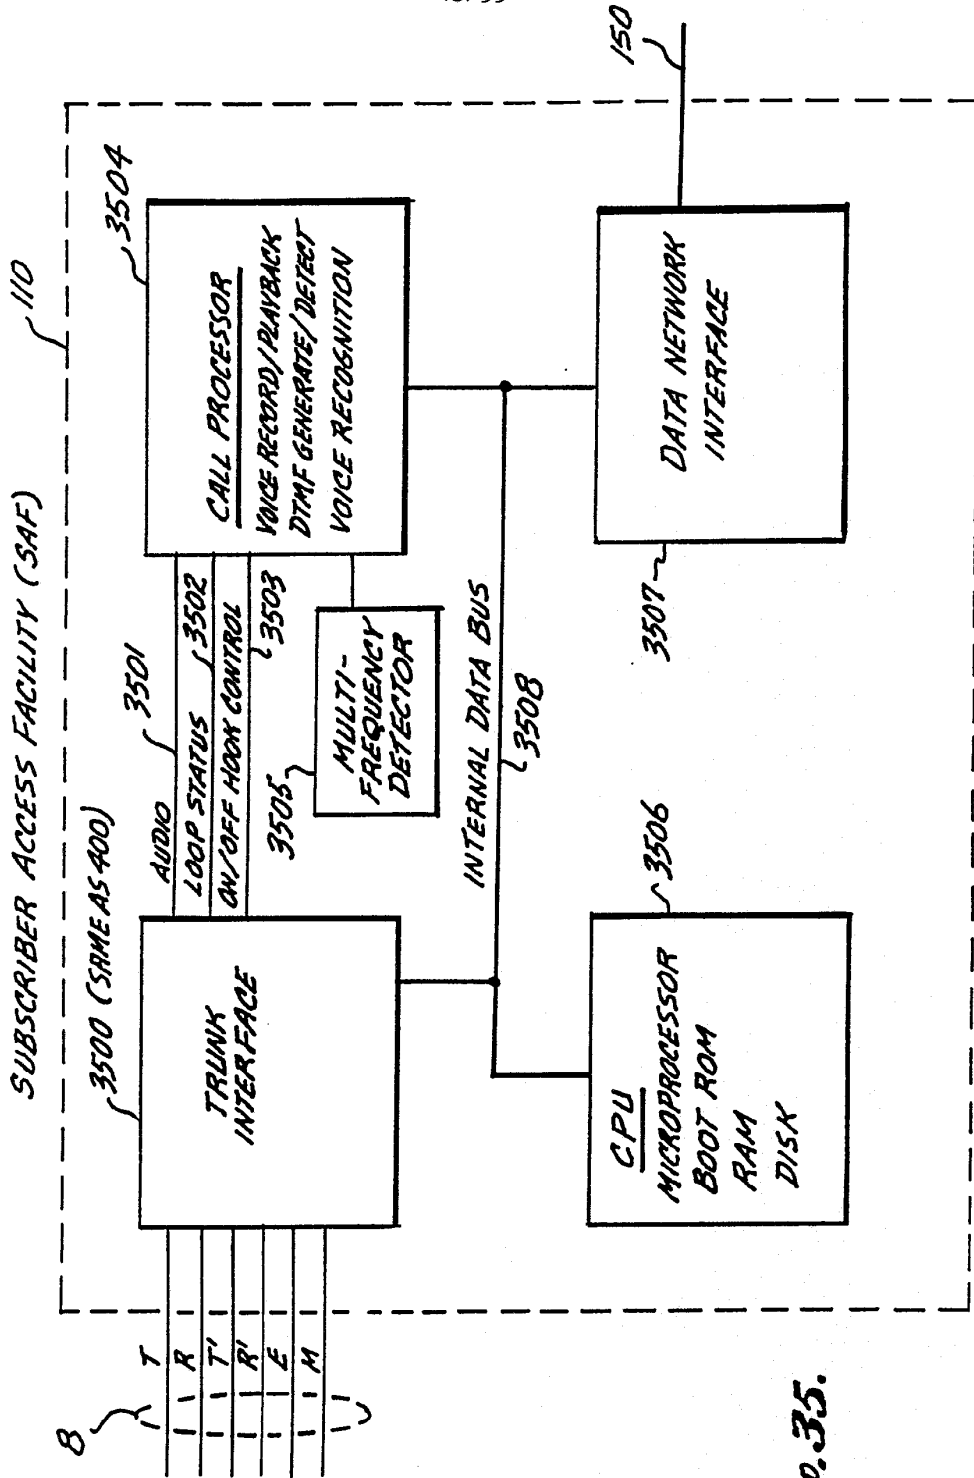 SUBSCRIBER ACCESS FACILITY (SAF)
110
3500 (SAME AS 400)
TRUNK
INTERFACE
8
T
R
T'
R'
E
M
AUDIO
3501
LOOP STATUS
3502
ON/OFF HOOK CONTROL
3503
3504
CALL PROCESSOR
VOICE RECORD/PLAYBACK
DTMF GENERATE/DETECT
VOICE RECOGNITION
3505
MULTI-
FREQUENCY
DETECTOR
INTERNAL DATA BUS
3508
3506
CPU
MICROPROCESSOR
BOOT ROM
RAM
DISK
3507
DATA NETWORK
INTERFACE
150
35.